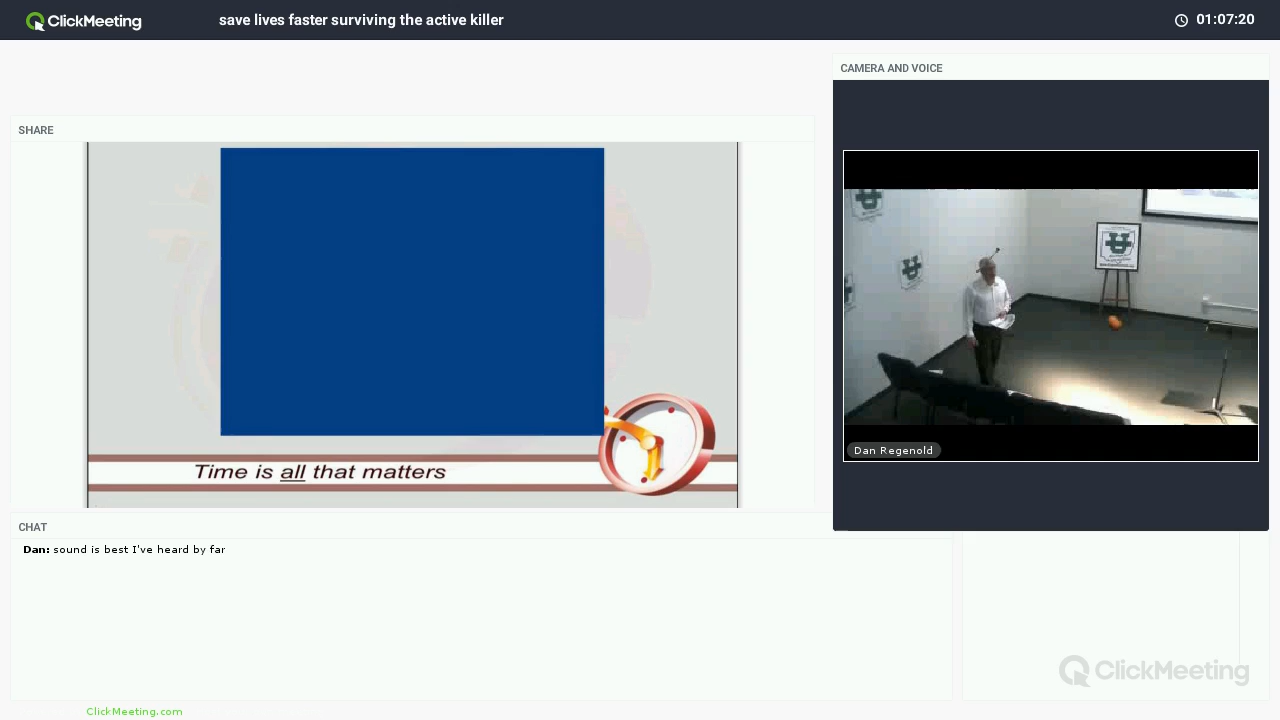 ClickMeeting
save lives faster surviving the active killer
01:07:20
CAMERA AND VOICE
SHARE
Dan Regenold
Time is all that matters
CHAT
Dan: sound is best I've heard by far
ClickMeeting
ClickMeeting.com